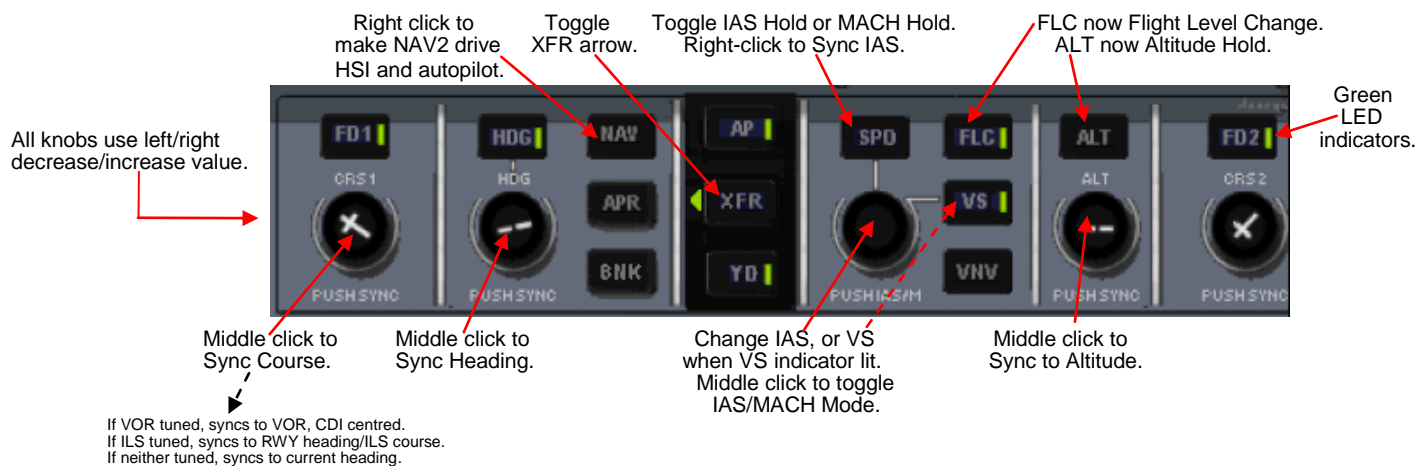 Right click to
make NAV2 drive
HSI and autopilot.
Toggle
XFR arrow.
Toggle IAS Hold or MACH Hold.
Right-click to Sync IAS.
FLC now Flight Level Change.
ALT now Altitude Hold.
Green
LED
indicators.
All knobs use left/right
decrease/increase value.
FD1
HDG
NAV
AP
SPD
FLC
ALT
FD2
CRS1
HDG
ALT
CRS2
APR
XFR
VS
BNK
YD
VNV
PUSH SYNC
PUSH SYNC
PUSH IAS/M
PUSH SYNC
PUSH SYNC
Middle click to
Sync Course.
Middle click to
Sync Heading.
Change IAS, or VS
when VS indicator lit.
Middle click to toggle
IAS/MACH Mode.
Middle click to
Sync to Altitude.
If VOR tuned, syncs to VOR, CDI centred.
If ILS tuned, syncs to RWY heading/ILS course.
If neither tuned, syncs to current heading.